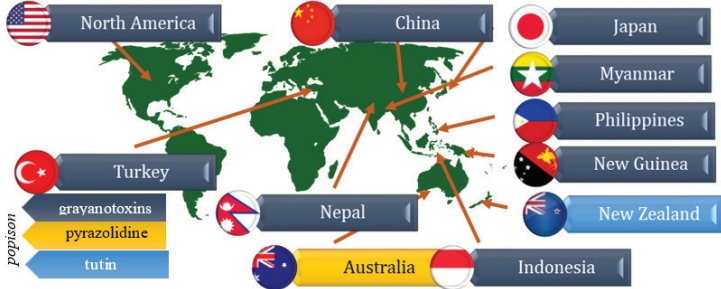 North America
China
Japan
Myanmar
Philippines
Turkey
New Guinea
Nepal
New Zealand
Australia
Indonesia
popison
grayanotoxins
pyrazolidine
tutin